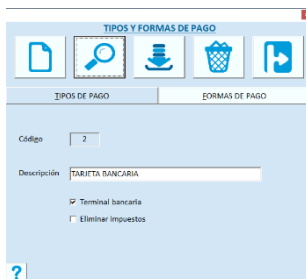 TIPOS Y FORMAS DE PAGO
TIPOS DE PAGO
FORMAS DE PAGO
Código 2
Descripción TARJETA BANCARIA
Terminal bancaria
Eliminar Impuestos
?